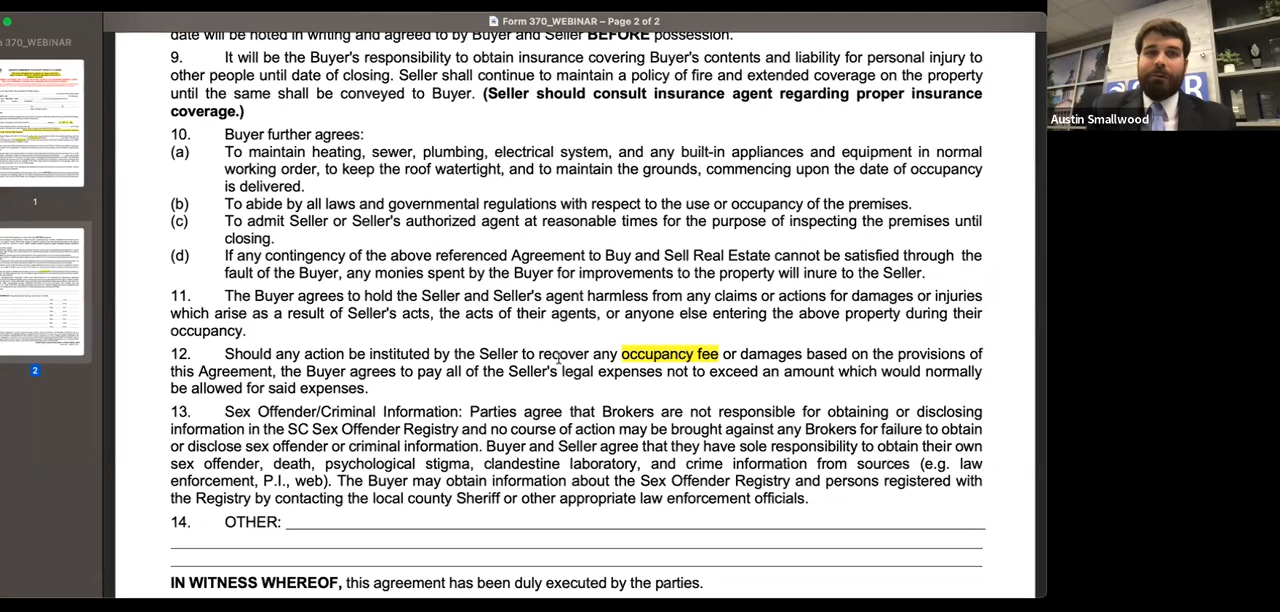 Form 370_WEBINAR – Page 2 of 2
370_WEBINAR
date will be noted in writing and agreed to by Buyer and Seller BEFORE possession.
9. It will be the Buyer's responsibility to obtain insurance covering Buyer's contents and liability for personal injury to
other people until date of closing. Seller shall continue to maintain a policy of fire and extended coverage on the property
until the same shall be conveyed to Buyer. (Seller should consult insurance agent regarding proper insurance
coverage.)
10. Buyer further agrees:
(a) To maintain heating, sewer, plumbing, electrical system, and any built-in appliances and equipment in normal
working order, to keep the roof watertight, and to maintain the grounds, commencing upon the date of occupancy
is delivered.
(b) To abide by all laws and governmental regulations with respect to the use or occupancy of the premises.
(c) To admit Seller or Seller's authorized agent at reasonable times for the purpose of inspecting the premises until
closing.
(d) If any contingency of the above referenced Agreement to Buy and Sell Real Estate cannot be satisfied through the
fault of the Buyer, any monies spent by the Buyer for improvements to the property will inure to the Seller.
11. The Buyer agrees to hold the Seller and Seller's agent harmless from any claims or actions for damages or injuries
which arise as a result of Seller's acts, the acts of their agents, or anyone else entering the above property during their
occupancy.
12. Should any action be instituted by the Seller to recover any occupancy fee or damages based on the provisions of
this Agreement, the Buyer agrees to pay all of the Seller's legal expenses not to exceed an amount which would normally
be allowed for said expenses.
13. Sex Offender/Criminal Information: Parties agree that Brokers are not responsible for obtaining or disclosing
information in the SC Sex Offender Registry and no course of action may be brought against any Brokers for failure to obtain
or disclose sex offender or criminal information. Buyer and Seller agree that they have sole responsibility to obtain their own
sex offender, death, psychological stigma, clandestine laboratory, and crime information from sources (e.g. law
enforcement, P.I., web). The Buyer may obtain information about the Sex Offender Registry and persons registered with
the Registry by contacting the local county Sheriff or other appropriate law enforcement officials.
14. OTHER:
IN WITNESS WHEREOF, this agreement has been duly executed by the parties.
1
2
Austin Smallwood